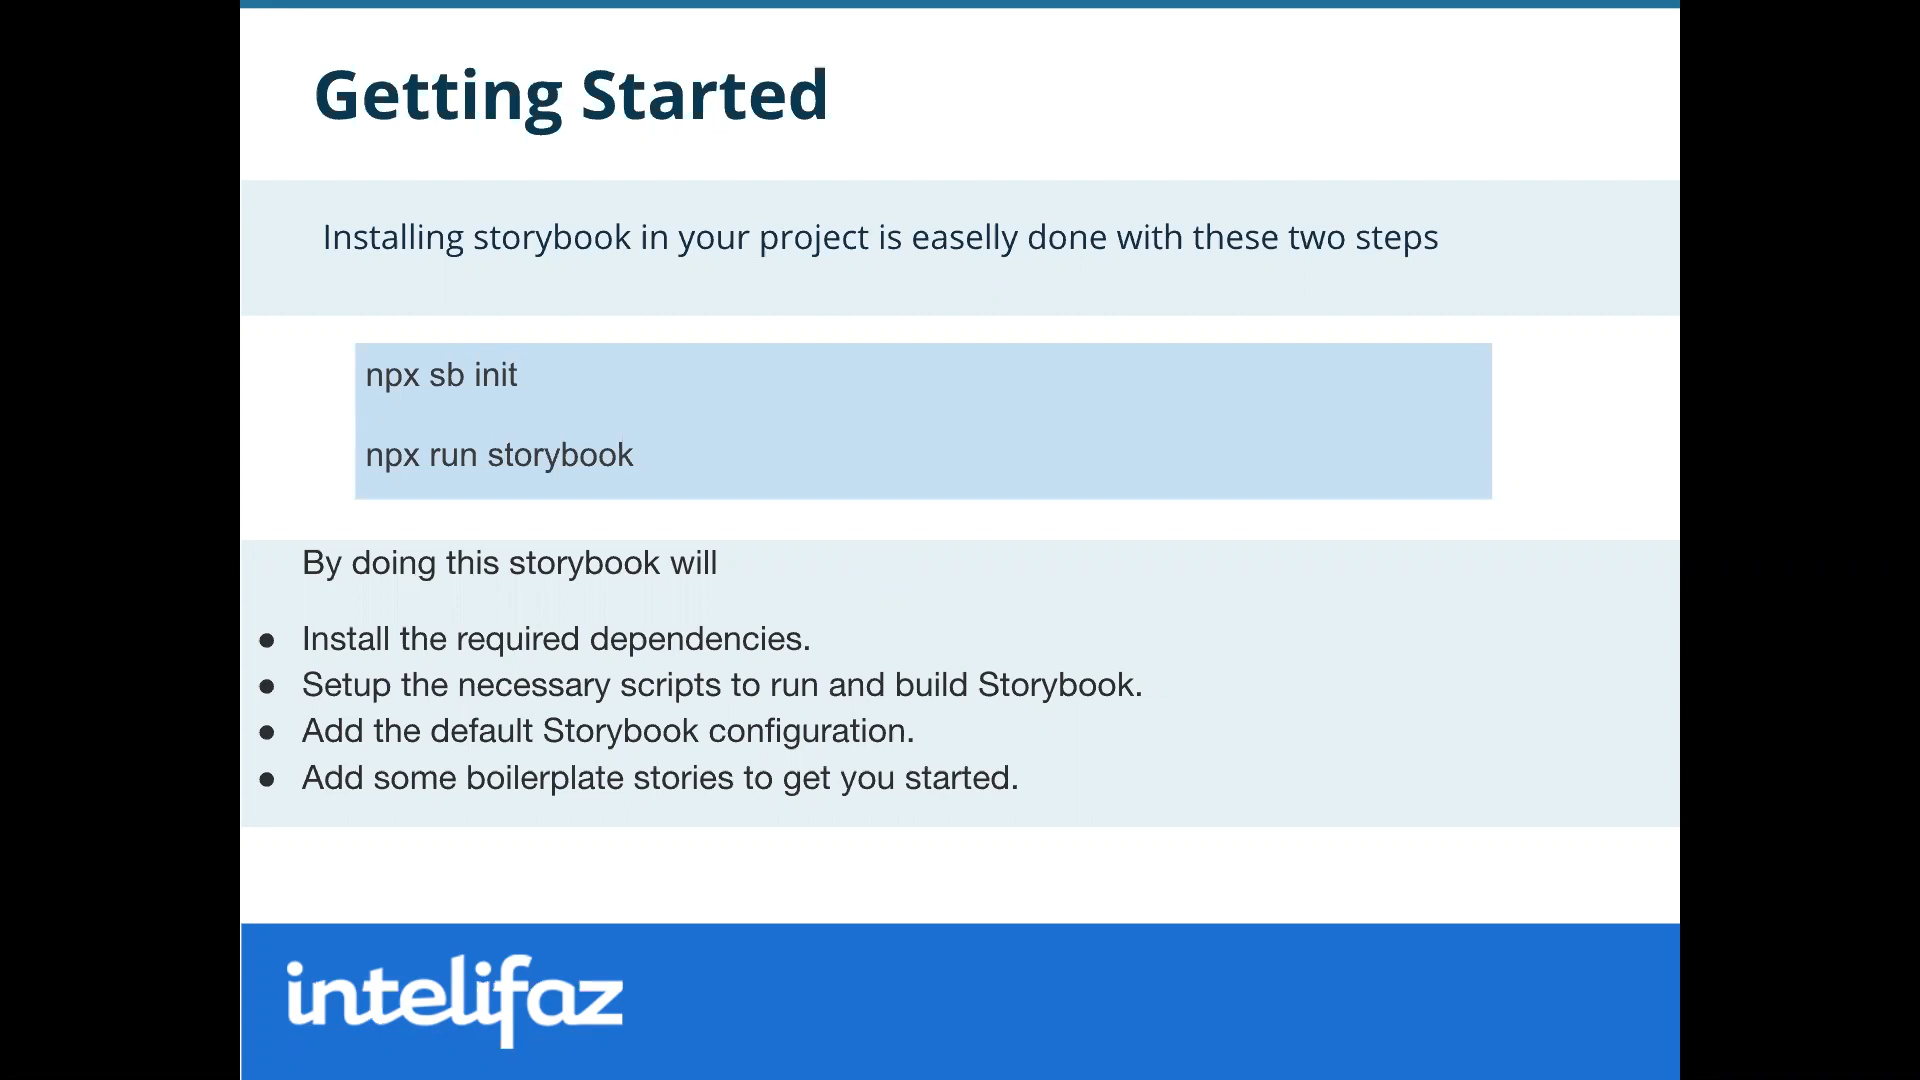 Getting Started
Installing storybook in your project is easelly done with these two steps
npx sb init
npx run storybook
By doing this storybook will
● Install the required dependencies.
● Setup the necessary scripts to run and build Storybook.
● Add the default Storybook configuration.
● Add some boilerplate stories to get you started.
intelifaz